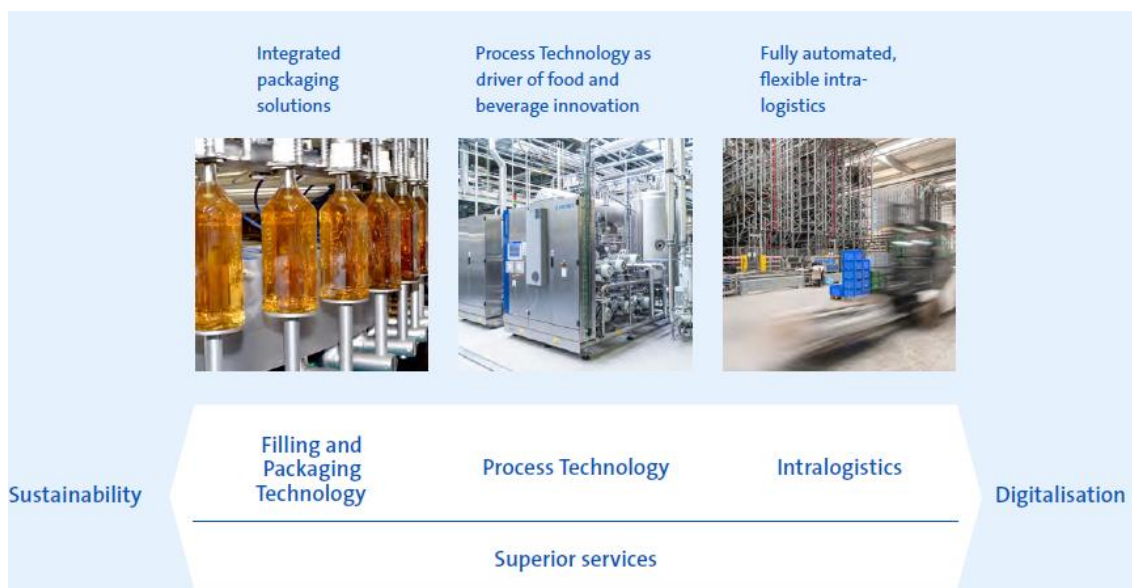 Integrated
packaging
solutions
Process Technology as
driver of food and
beverage innovation
Fully automated,
flexible intra-
logistics
Filling and
Packaging
Technology
Process Technology
Intralogistics
Sustainability
Digitalisation
Superior services